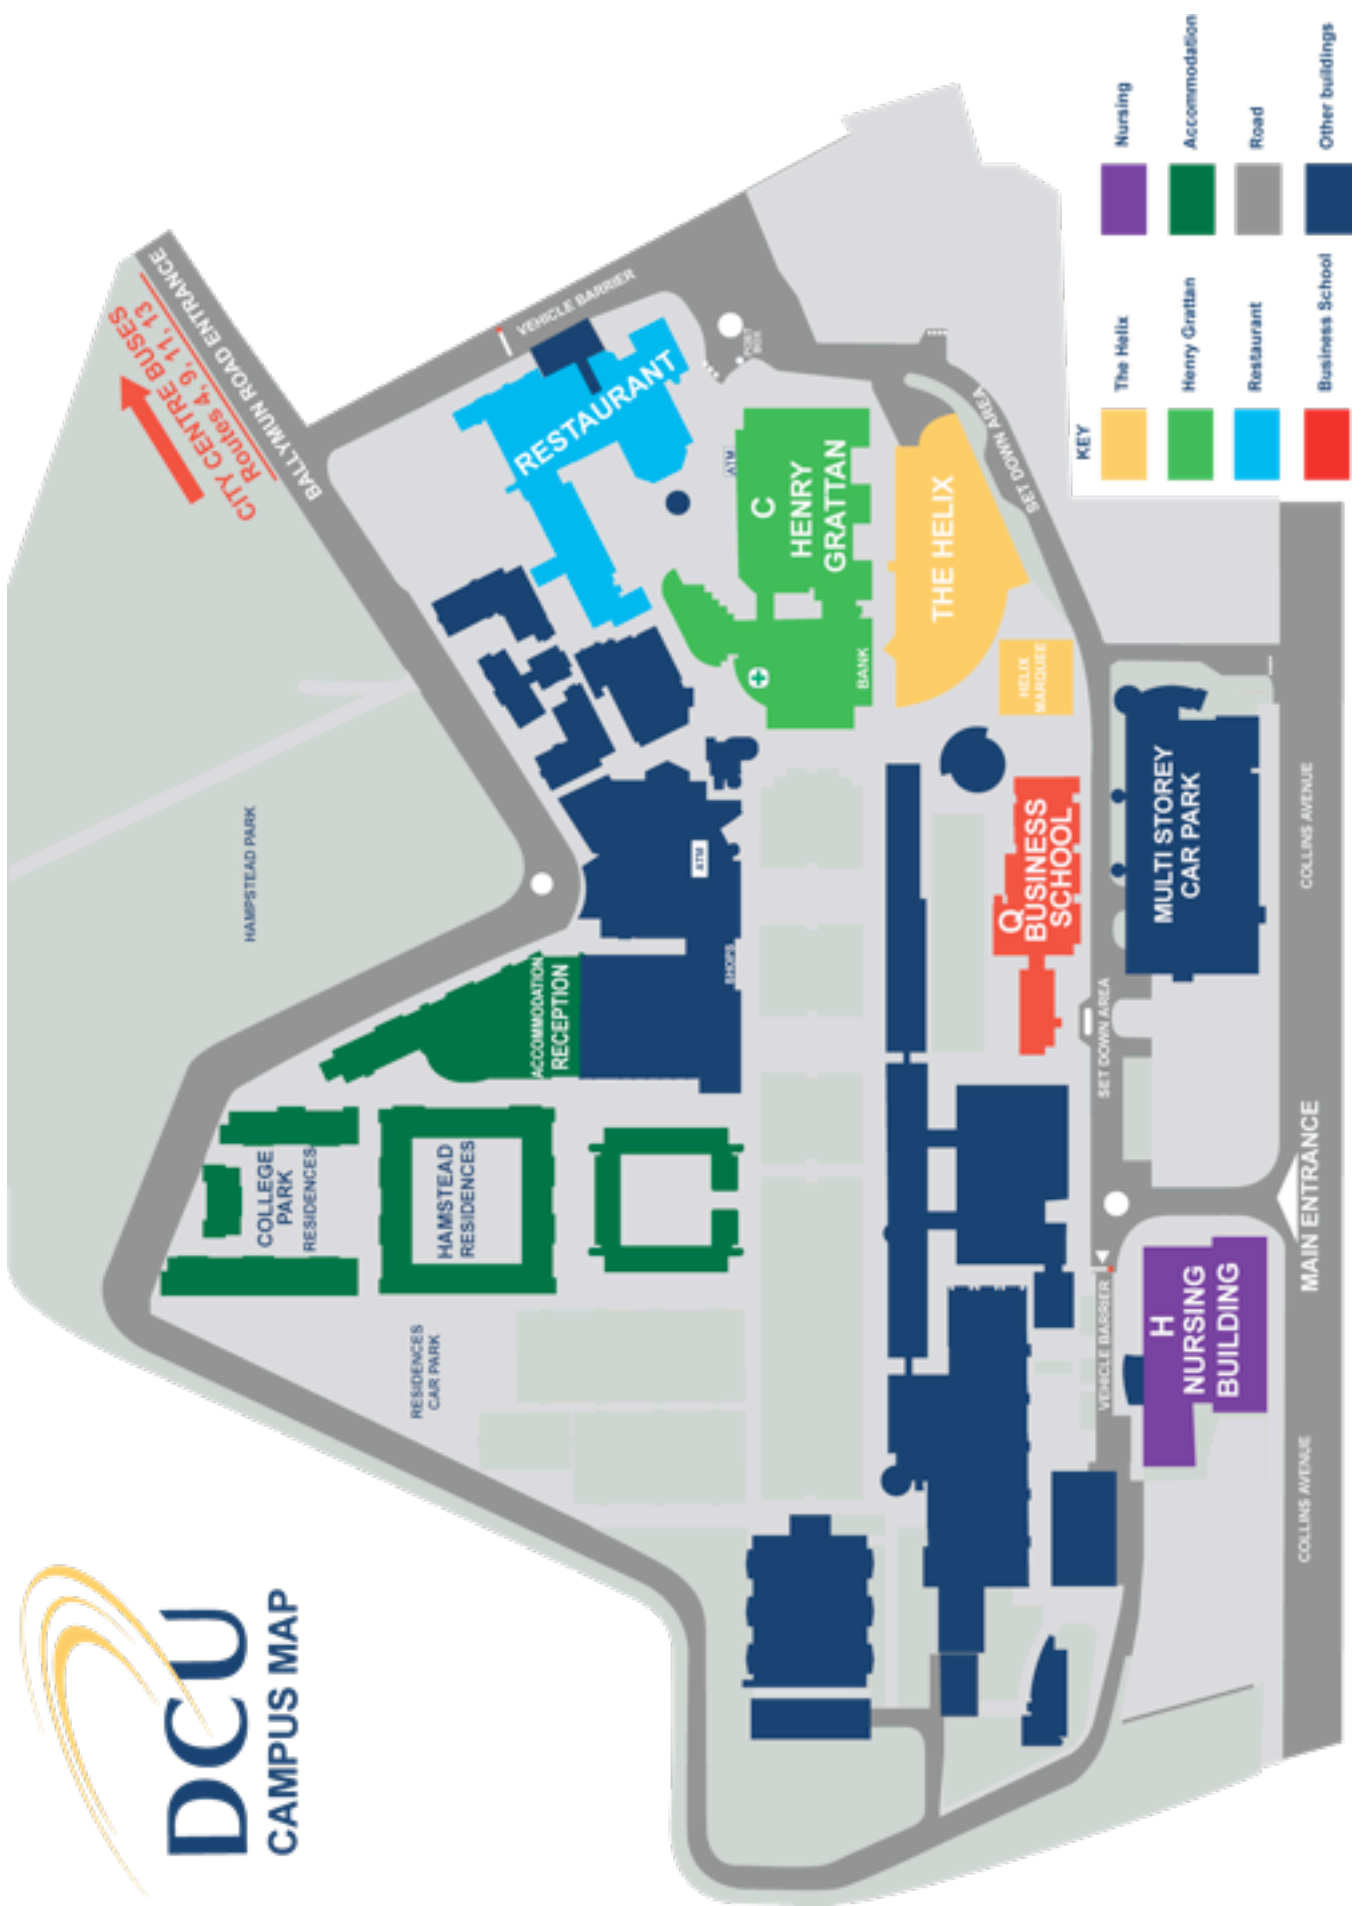 DCU
CAMPUS MAP
CITY CENTRE BUSES
Routes 4, 9, 11, 13
BALLYMUN ROAD ENTRANCE
HAMPSTEAD PARK
COLLEGE
PARK
RESIDENCES
HAMSTEAD
RESIDENCES
RESIDENCES
CAR PARK
ACCOMMODATION
RECEPTION
SHOPS
ATM
RESTAURANT
VEHICLE BARRIER
POST
BOX
ATM
C
HENRY
GRATTAN
BANK
THE HELIX
SET DOWN AREA
HELIX
MARQUEE
Q
BUSINESS
SCHOOL
SET DOWN AREA
MULTI STOREY
CAR PARK
VEHICLE BARRIER
H
NURSING
BUILDING
COLLINS AVENUE
MAIN ENTRANCE
COLLINS AVENUE
KEY
The Helix
Nursing
Henry Grattan
Accommodation
Restaurant
Road
Business School
Other buildings